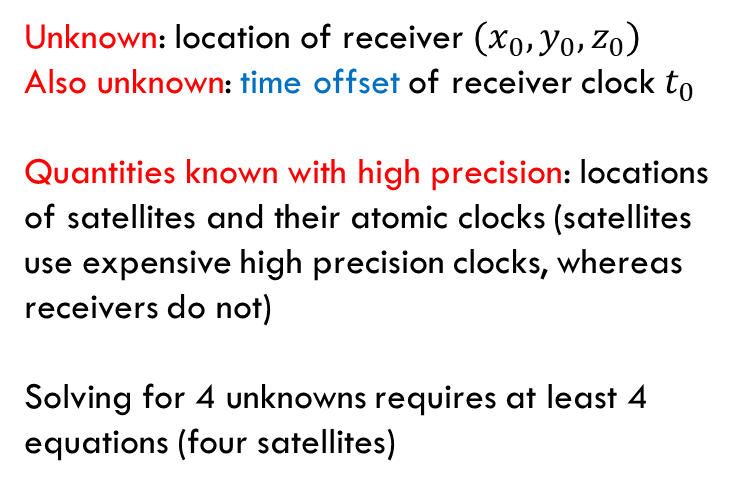 Unknown: location of receiver (x₀, y₀, z₀)
Also unknown: time offset of receiver clock t₀
Quantities known with high precision: locations
of satellites and their atomic clocks (satellites
use expensive high precision clocks, whereas
receivers do not)
Solving for 4 unknowns requires at least 4
equations (four satellites)